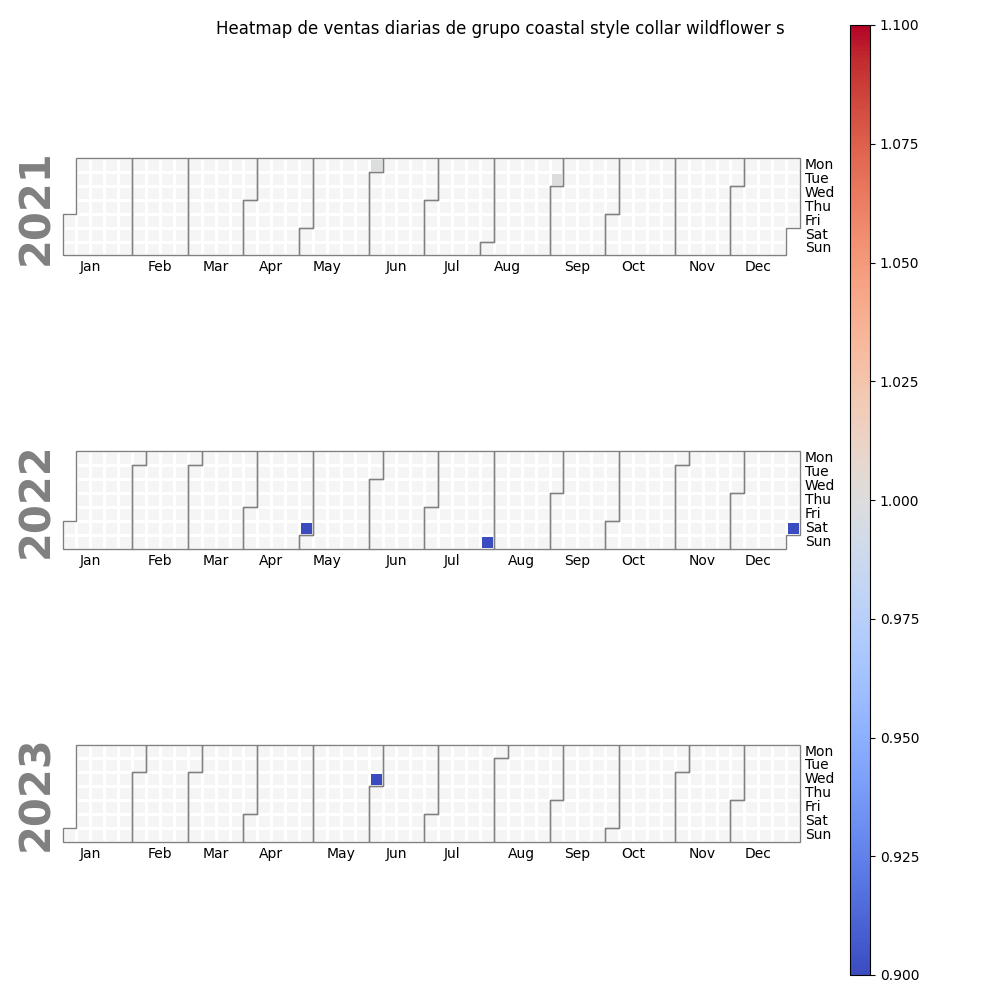 Heatmap de ventas diarias de grupo coastal style collar wildflower s
2021
Mon
Tue
Wed
Thu
Fri
Sat
Sun
Jan Feb Mar Apr May Jun Jul Aug Sep Oct Nov Dec
2022
Mon
Tue
Wed
Thu
Fri
Sat
Sun
Jan Feb Mar Apr May Jun Jul Aug Sep Oct Nov Dec
2023
Mon
Tue
Wed
Thu
Fri
Sat
Sun
Jan Feb Mar Apr May Jun Jul Aug Sep Oct Nov Dec
1.100
1.075
1.050
1.025
1.000
0.975
0.950
0.925
0.900